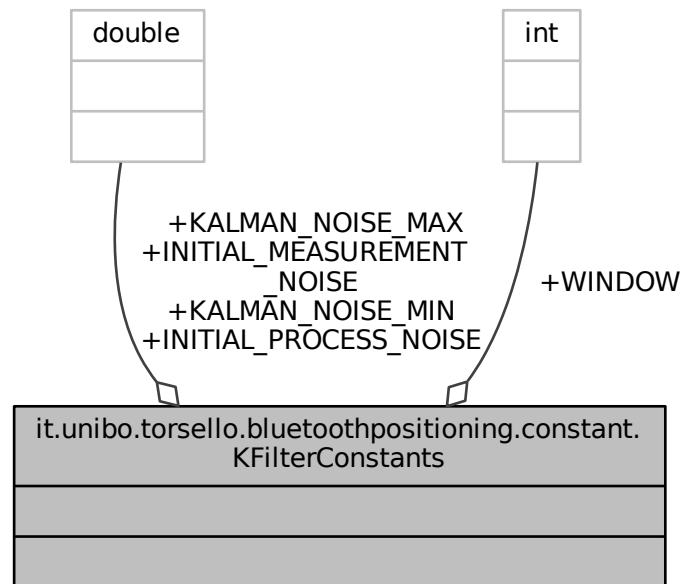 double
int
+KALMAN_NOISE_MAX
+INITIAL_MEASUREMENT
_NOISE
+KALMAN_NOISE_MIN
+INITIAL_PROCESS_NOISE
+WINDOW
it.unibo.torsello.bluetoothpositioning.constant.
KFilterConstants